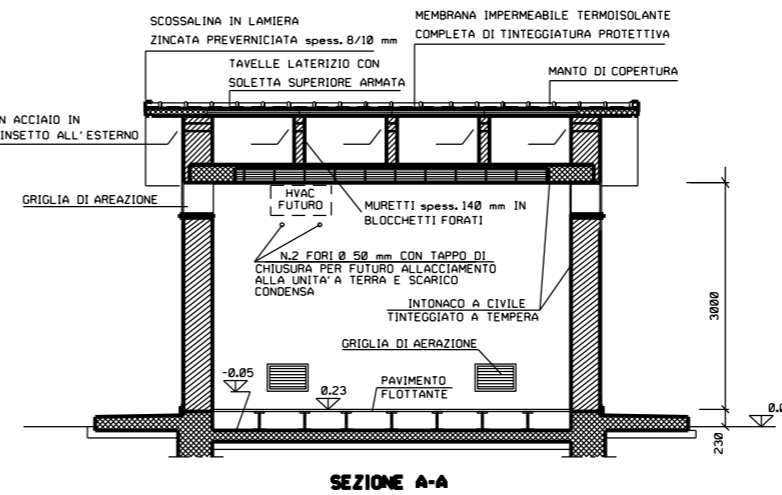 SCOSSALINA IN LAMIERA
ZINCATA PREVERNICIATA spess. 8/10 mm
MEMBRANA IMPERMEABILE TERMOISOLANTE
COMPLETA DI TINTEGGIATURA PROTETTIVA
TAVELLE LATERIZIO CON
SOLETTA SUPERIORE ARMATA
MANTO DI COPERTURA
N ACCIAIO IN
INSETTO ALL'ESTERNO
GRIGLIA DI AREAZIONE
HVAC
FUTURO
MURETTI spess. 140 mm IN
BLOCCHETTI FORATI
N.2 FORI Ø 50 mm CON TAPPO DI
CHIUSURA PER FUTURO ALLACCIAMENTO
ALLA UNITA' A TERRA E SCARICO
CONDENSA
INTONACO A CIVILE
TINTEGGIATO A TEMPERA
3000
GRIGLIA DI AERAZIONE
-0.05
0.23
PAVIMENTO
FLOTTANTE
0.0
230
SEZIONE A-A